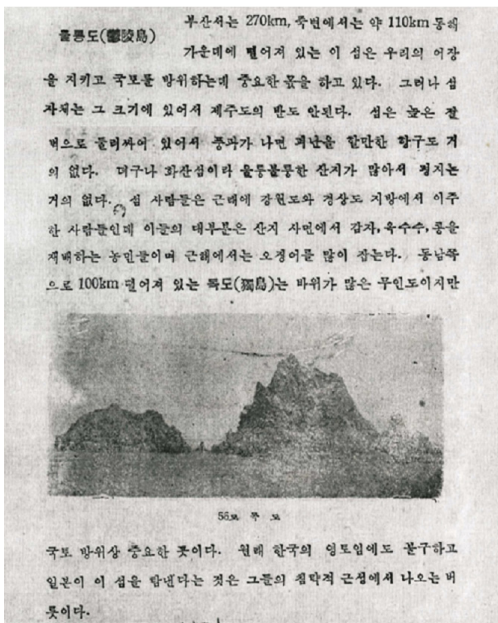 울릉도(鬱陵島)
부산서는 270km, 죽변에서는 약 110km 동해
가운데에 떨어져 있는 이 섬은 우리의 어장
을 지키고 국토를 방위하는데 중요한 몫을 하고 있다. 그러나 섬
자체는 그 크기에 있어서 제주도의 반도 안된다. 섬은 높은 절
벽으로 둘러싸여 있어서 풍파가 나면 피난을 할만한 항구도 거
의 없다. 더구나 화산섬이라 울퉁불퉁한 산지가 많아서 평지는
거의 없다. 섬 사람들은 근래에 강원도와 경상도 지방에서 이주
한 사람들인데 이들의 대부분은 산지 사면에서 감자, 옥수수, 콩을
재배하는 농민들이며 근해에서는 오징어를 많이 잡는다. 동남쪽
으로 100km 떨어져 있는 독도(獨島)는 바위가 많은 무인도이지만
독 도
국토 방위상 중요한 곳이다. 원래 한국의 영토임에도 불구하고
일본이 이 섬을 탐낸다는 것은 그들의 침략적 근성에서 나오는 버
릇이다.